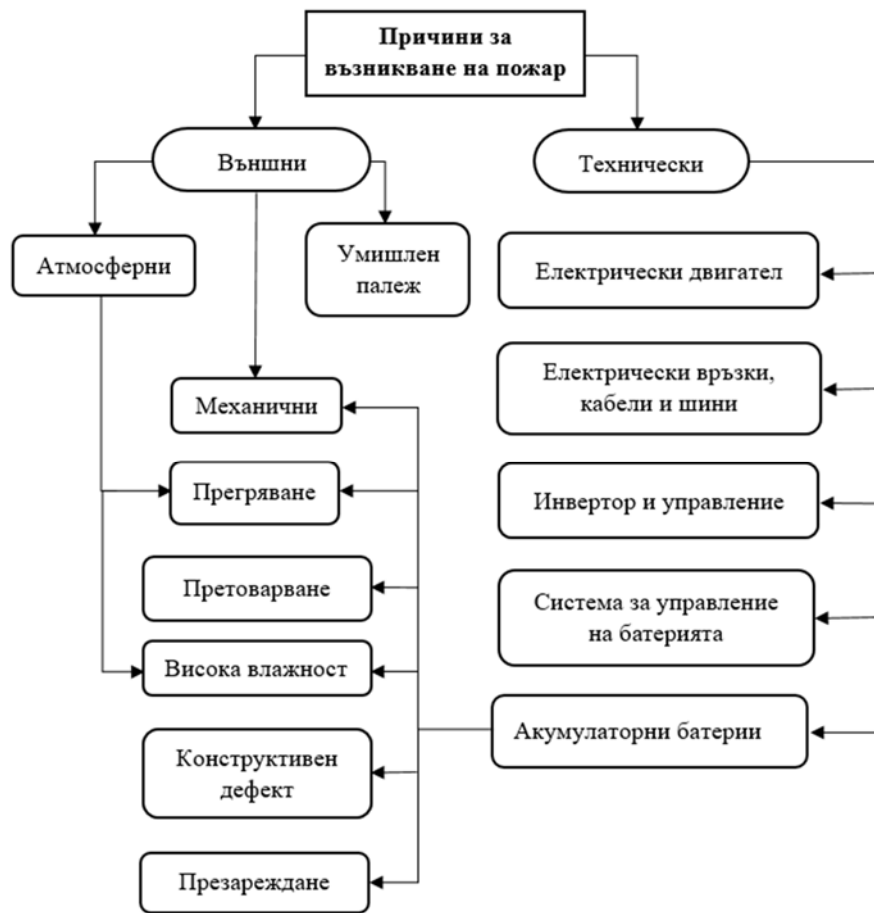 Причини за
възникване на пожар
Външни
Технически
Атмосферни
Умишлен
палеж
Електрически двигател
Механични
Електрически връзки,
кабели и шини
Прегряване
Инвертор и управление
Претоварване
Система за управление
на батерията
Висока влажност
Акумулаторни батерии
Конструктивен
дефект
Презареждане